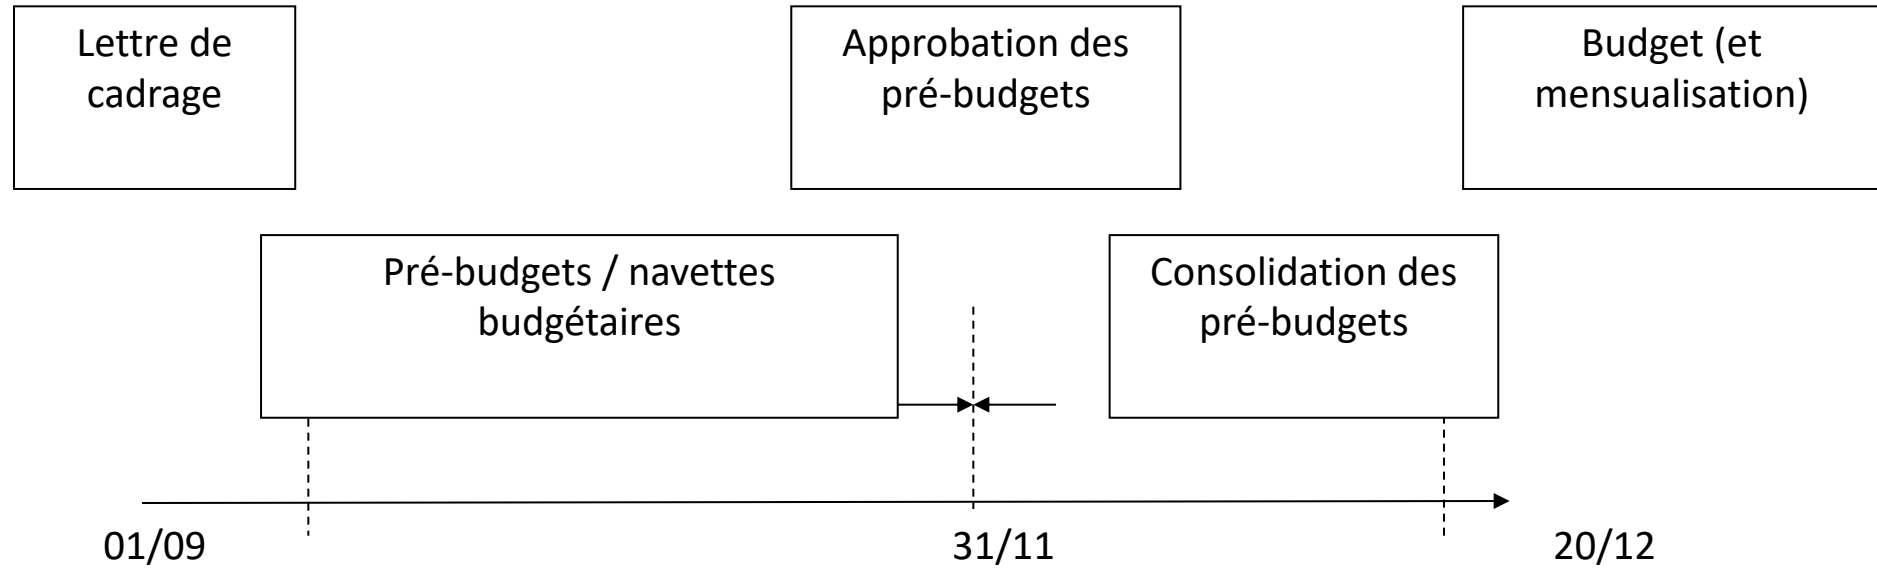 Lettre de
cadrage
Approbation des
pré-budgets
Budget (et
mensualisation)
Pré-budgets / navettes
budgétaires
Consolidation des
pré-budgets
01/09
31/11
20/12